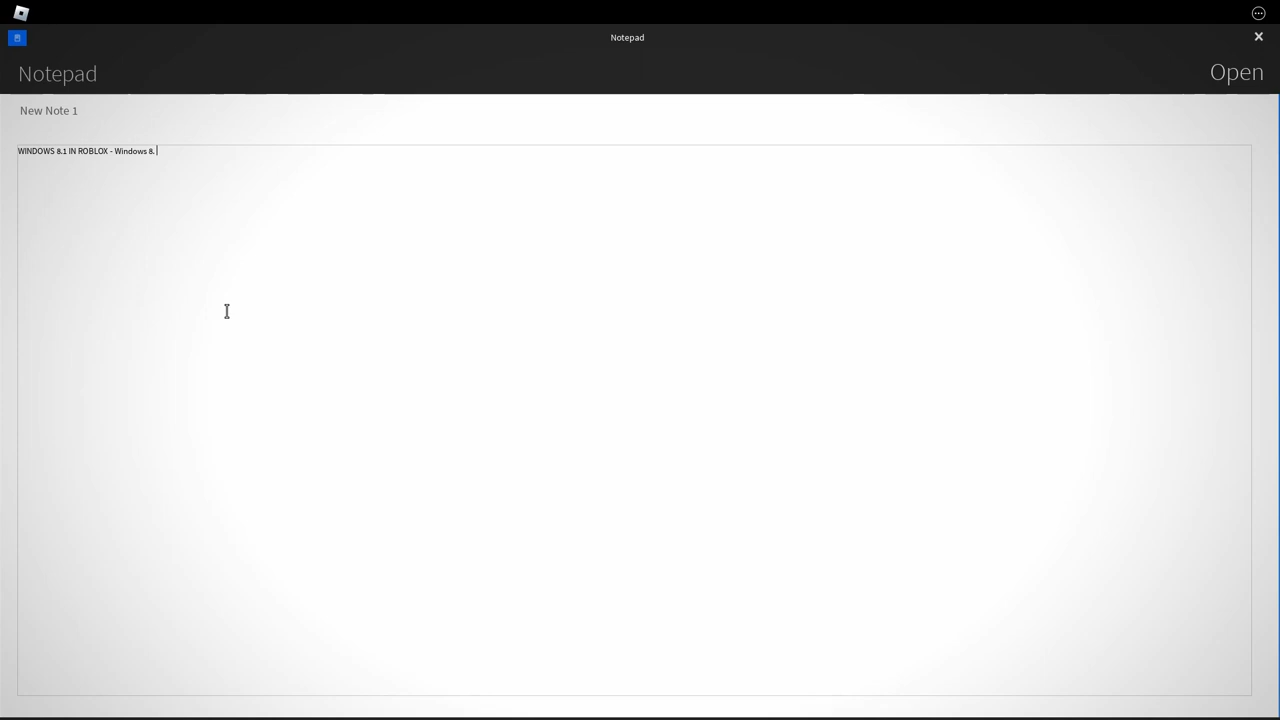 Notepad
Notepad
Open
New Note 1
WINDOWS 8.1 IN ROBLOX - Windows 8.